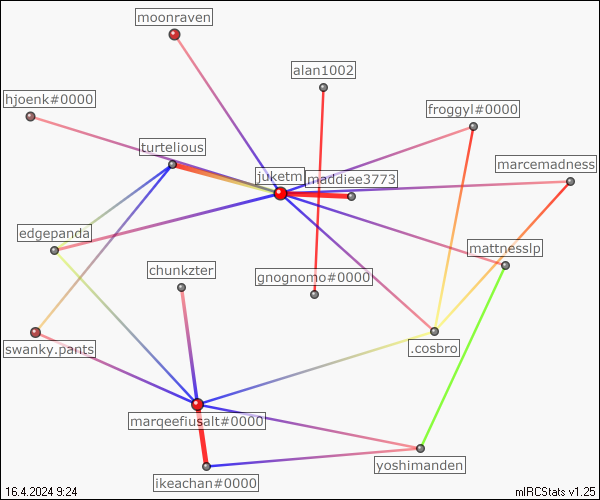 moonraven
alan1002
hjoenk#0000
froggyl#0000
turtelious
marcemadness
juketm
maddiee3773
edgepanda
mattnesslp
chunkzter
gnognomo#0000
swanky.pants
.cosbro
marqeefiusalt#0000
yoshimanden
ikeachan#0000
16.4.2024 9:24
mIRCStats v1.25